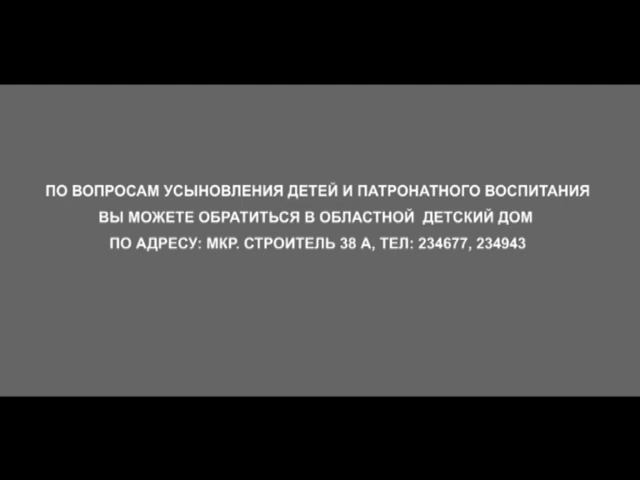 ПО ВОПРОСАМ УСЫНОВЛЕНИЯ ДЕТЕЙ И ПАТРОНАТНОГО ВОСПИТАНИЯ
ВЫ МОЖЕТЕ ОБРАТИТЬСЯ В ОБЛАСТНОЙ ДЕТСКИЙ ДОМ
ПО АДРЕСУ: МКР. СТРОИТЕЛЬ 38 А, ТЕЛ: 234677, 234943